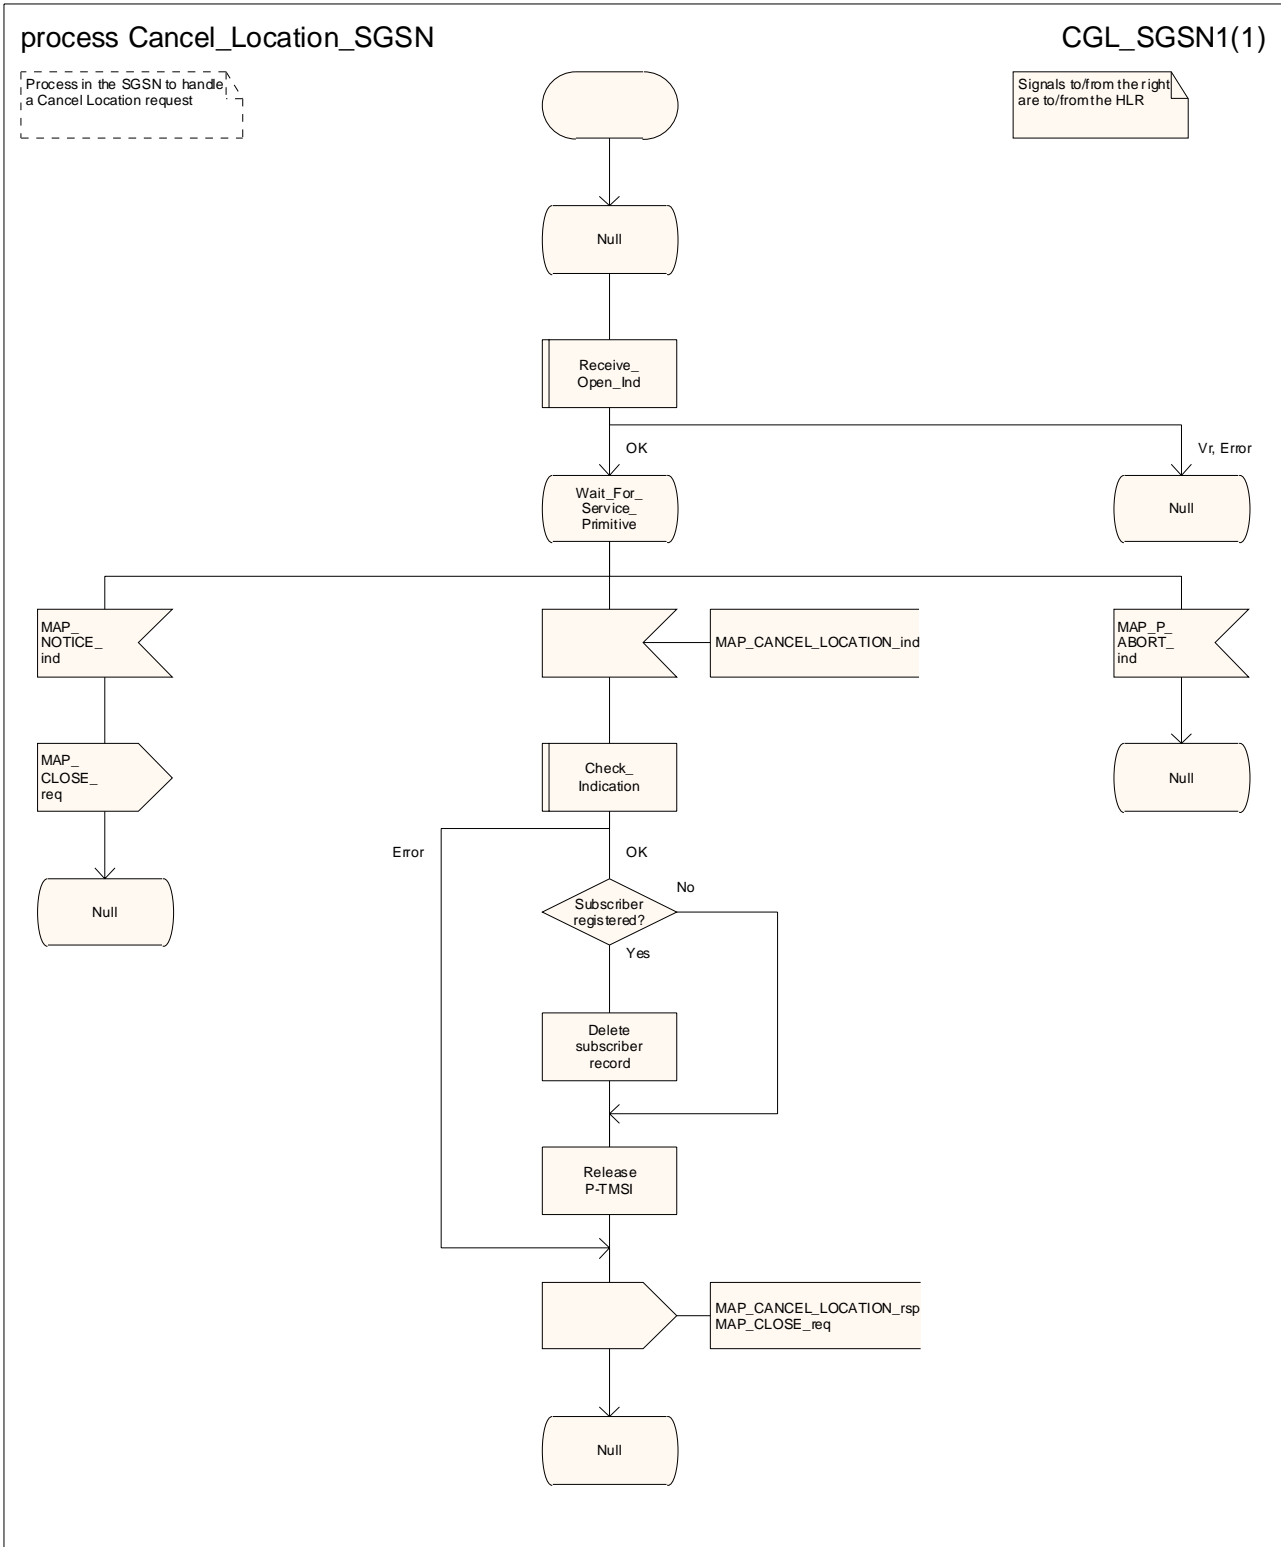 process Cancel_Location_SGSN
CGL_SGSN1(1)
Process in the SGSN to handle
a Cancel Location request
Signals to/from the right
are to/from the HLR
Null
Receive_
Open_Ind
OK
Vr, Error
Wait_For_
Service_
Primitive
Null
MAP_
NOTICE_
ind
MAP_CANCEL_LOCATION_ind
MAP_P_
ABORT_
ind
MAP_
CLOSE_
req
Check_
Indication
Null
Error
OK
No
Null
Subscriber
registered?
Yes
Delete
subscriber
record
Release
P-TMSI
MAP_CANCEL_LOCATION_rsp
MAP_CLOSE_req
Null